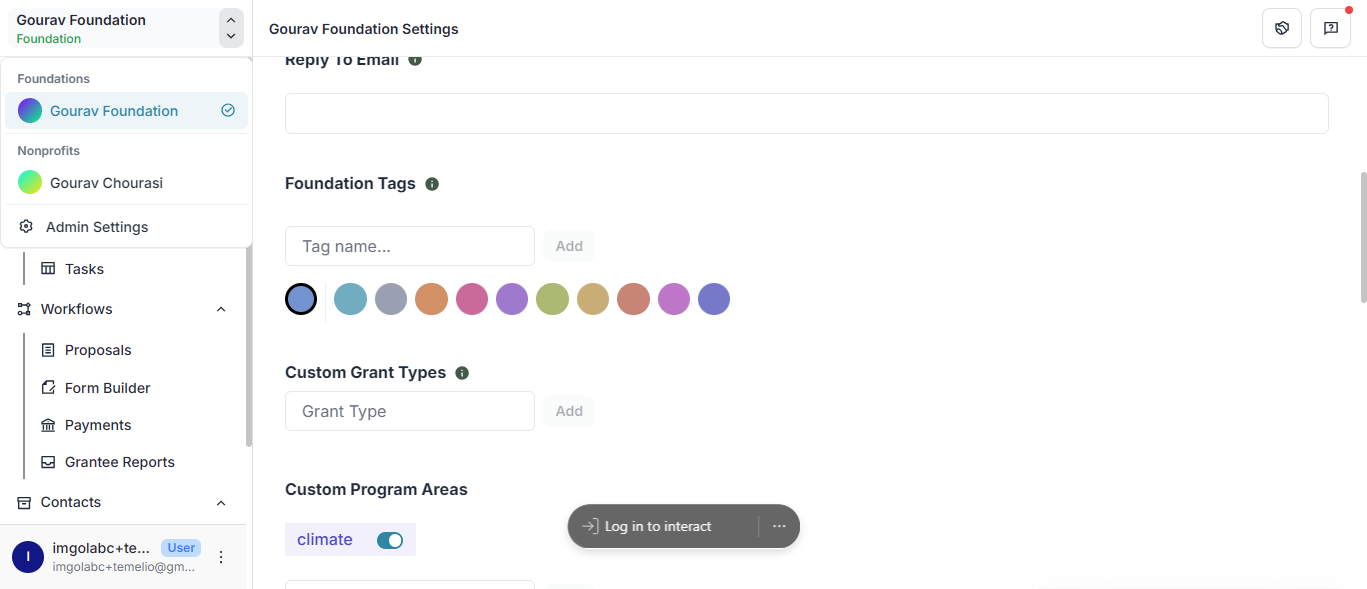 Gourav Foundation
Foundation
Foundations
Gourav Foundation
Nonprofits
Gourav Chourasi
Admin Settings
Tasks
Workflows
Proposals
Form Builder
Payments
Grantee Reports
Contacts
I
imgolabc+te...
User
imgolabc+temelio@gm...
Gourav Foundation Settings
Reply To Email
Foundation Tags
Tag name...
Add
Custom Grant Types
Grant Type
Add
Custom Program Areas
climate
Log in to interact